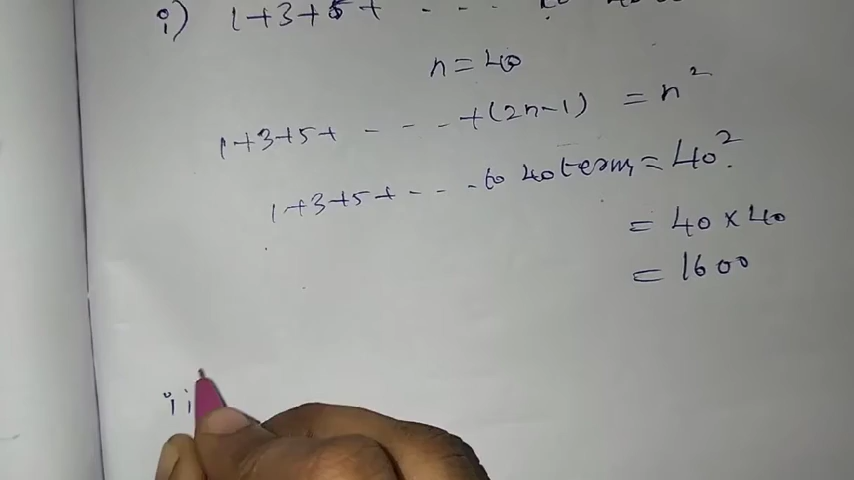 i) 1+3+5+ - - - -
n = 40
1+3+5+ - - - - +(2n-1) = n²
1+3+5+ - - - - to 40 term, = 40².
= 40 × 40
= 1600
ii